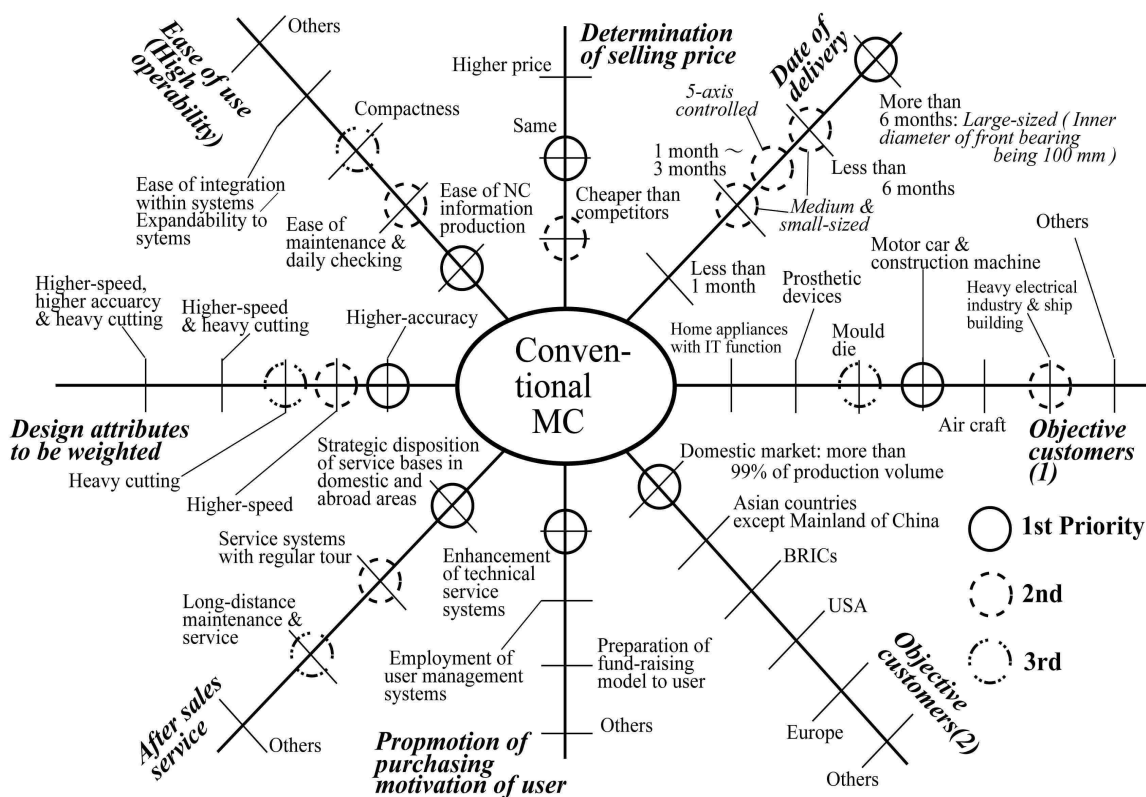 Others
Ease of use
(High
operability)
Compactness
Ease of integration
within systems
Expandability to
sytems
Ease of
maintenance &
daily checking
Ease of NC
information
production
Determination
of selling price
Higher price
Same
Cheaper than
competitors
Date of
delivery
5-axis
controlled
1 month ～
3 months
More than
6 months: Large-sized ( Inner
diameter of front bearing
being 100 mm )
Less than
6 months
Medium &
small-sized
Less than
1 month
Higher-speed,
higher accuarcy
& heavy cutting
Higher-speed
& heavy cutting
Higher-accuracy
Design attributes
to be weighted
Heavy cutting
Higher-speed
Conven-
tional
MC
Home appliances
with IT function
Prosthetic
devices
Mould
die
Motor car &
construction machine
Air craft
Heavy electrical
industry & ship
building
Others
Objective
customers
(1)
Strategic disposition
of service bases in
domestic and
abroad areas
Service systems
with regular tour
Long-distance
maintenance &
service
Others
After sales
service
Enhancement
of technical
service
systems
Employment of
user management
systems
Preparation of
fund-raising
model to user
Others
Propmotion of
purchasing
motivation of user
Domestic market: more than
99% of production volume
Asian countries
except Mainland of China
BRICs
USA
Europe
Others
Objective
customers(2)
1st Priority
2nd
3rd